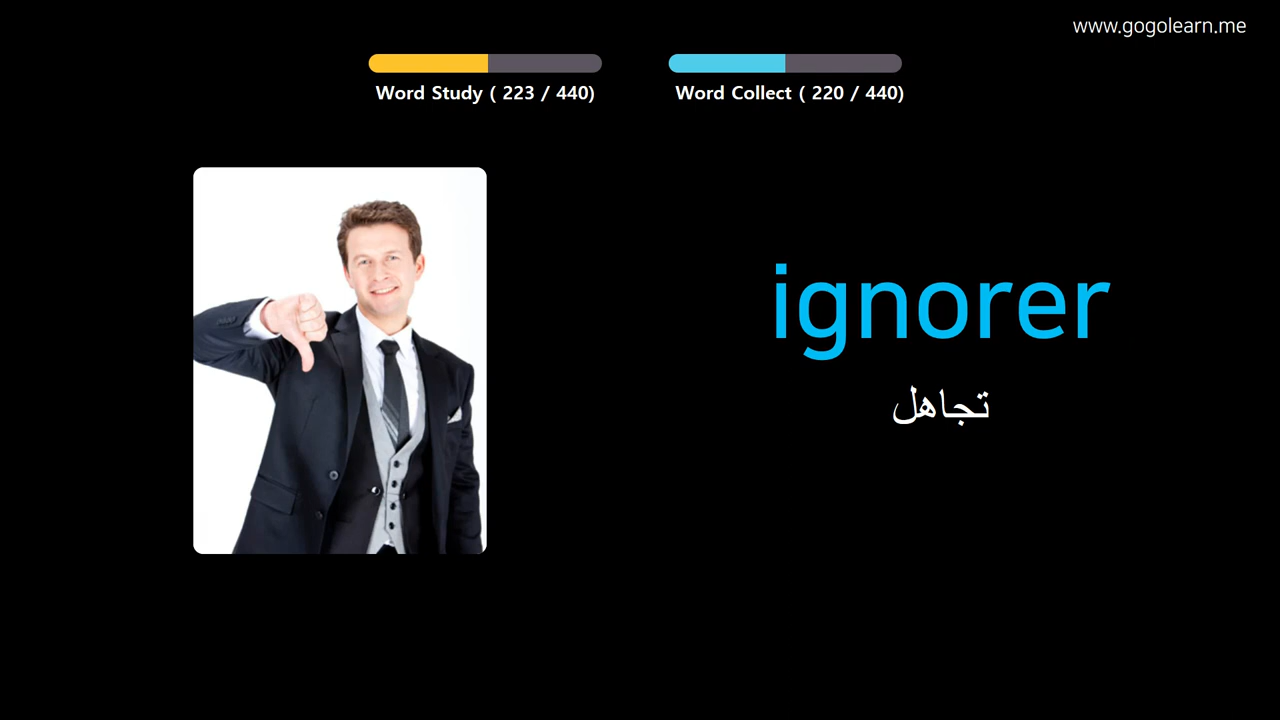 www.gogolearn.me
Word Study ( 223 / 440)
Word Collect ( 220 / 440)
ignorer
تجاهل